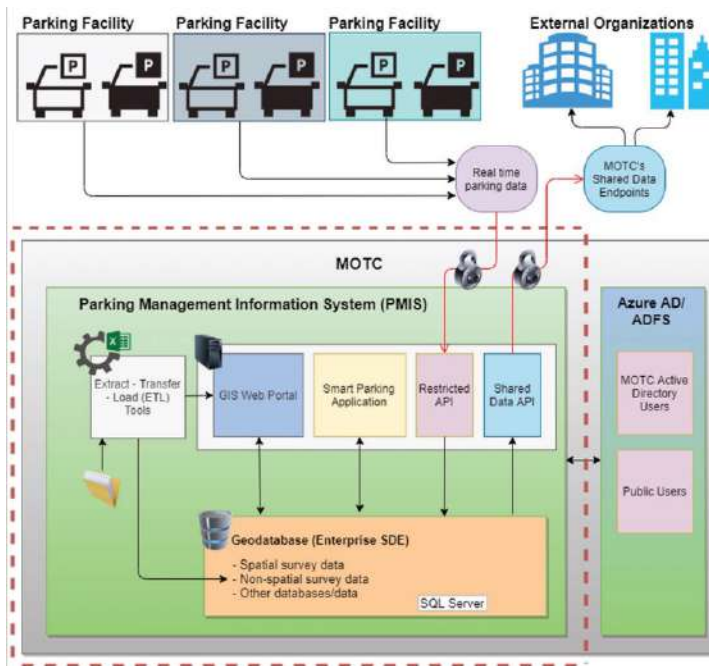 Parking Facility
Parking Facility
Parking Facility
External Organizations
P
P
P
P
P
P
Real time
parking data
MOTC's
Shared Data
Endpoints
MOTC
Parking Management Information System (PMIS)
Azure AD/
ADFS
Extract - Transfer
- Load (ETL)
Tools
GIS Web Portal
Smart Parking
Application
Restricted
API
Shared
Data API
MOTC Active
Directory
Users
Public Users
Geodatabase (Enterprise SDE)
- Spatial survey data
- Non-spatial survey data
- Other databases/data
SQL Server